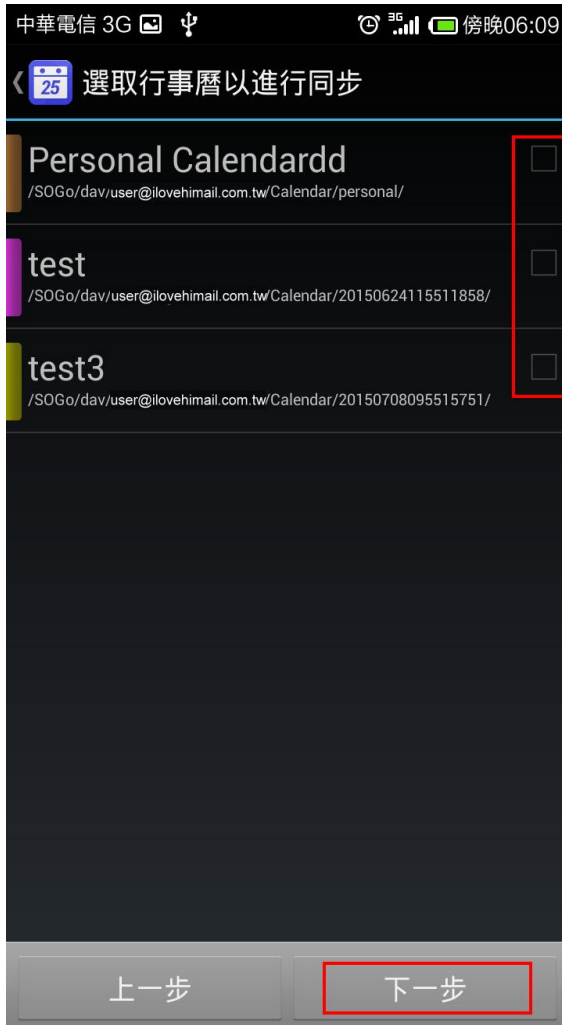 中華電信 3G 3G 傍晚06:09
25 選取行事曆以進行同步
Personal Calendardd
/SOGo/dav/user@ilovehimail.com.tw/Calendar/personal/
test
/SOGo/dav/user@ilovehimail.com.tw/Calendar/20150624115511858/
test3
/SOGo/dav/user@ilovehimail.com.tw/Calendar/20150708095515751/
上一步 下一步